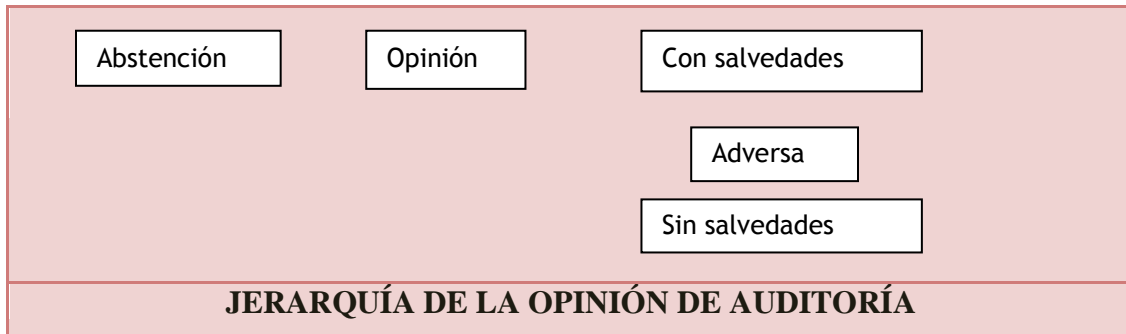 Abstención
Opinión
Con salvedades
Adversa
Sin salvedades
JERARQUÍA DE LA OPINIÓN DE AUDITORÍA